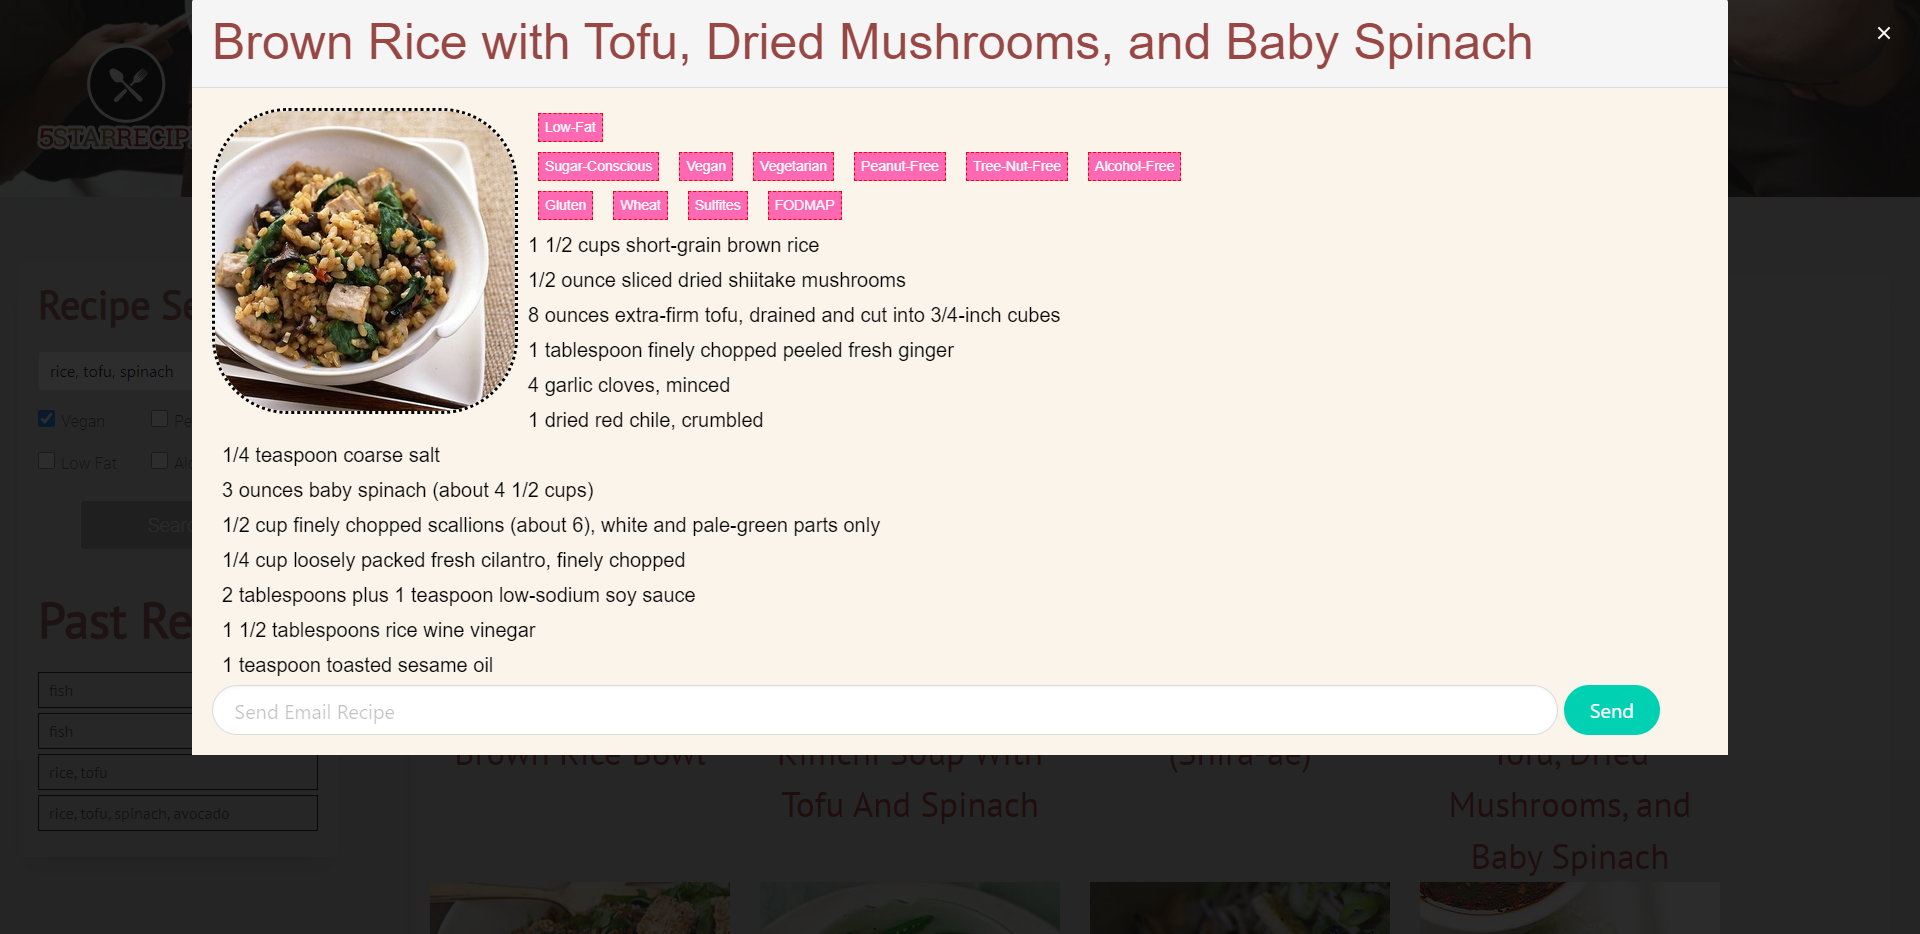 Brown Rice with Tofu, Dried Mushrooms, and Baby Spinach
×
5STARRECIP
Low-Fat
Sugar-Conscious Vegan Vegetarian Peanut-Free Tree-Nut-Free Alcohol-Free
Gluten Wheat Sulfites FODMAP
1 1/2 cups short-grain brown rice
1/2 ounce sliced dried shiitake mushrooms
8 ounces extra-firm tofu, drained and cut into 3/4-inch cubes
1 tablespoon finely chopped peeled fresh ginger
4 garlic cloves, minced
1 dried red chile, crumbled
1/4 teaspoon coarse salt
3 ounces baby spinach (about 4 1/2 cups)
1/2 cup finely chopped scallions (about 6), white and pale-green parts only
1/4 cup loosely packed fresh cilantro, finely chopped
2 tablespoons plus 1 teaspoon low-sodium soy sauce
1 1/2 tablespoons rice wine vinegar
1 teaspoon toasted sesame oil
Send Email Recipe
Send
Recipe Se
rice, tofu, spinach
Vegan Pe
Low Fat Al
Searc
Past Re
fish
fish
rice, tofu
rice, tofu, spinach, avocado
Brown Rice Bowl
Kimchi Soup With
Tofu And Spinach
(Shira-ae)
Tofu, Dried
Mushrooms, and
Baby Spinach